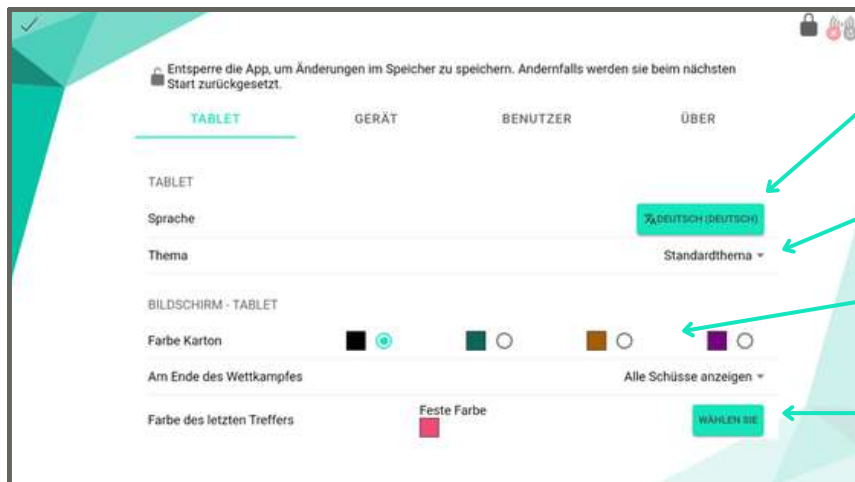 Entsperre die App, um Änderungen im Speicher zu speichern. Andernfalls werden sie beim nächsten
Start zurückgesetzt.
TABLET GERÄT BENUTZER ÜBER
TABLET
Sprache DEUTSCH (DEUTSCH)
Thema Standardthema
BILDSCHIRM - TABLET
Farbe Karton
Am Ende des Wettkampfes Alle Schüsse anzeigen
Feste Farbe
Farbe des letzten Treffers WÄHLEN SIE